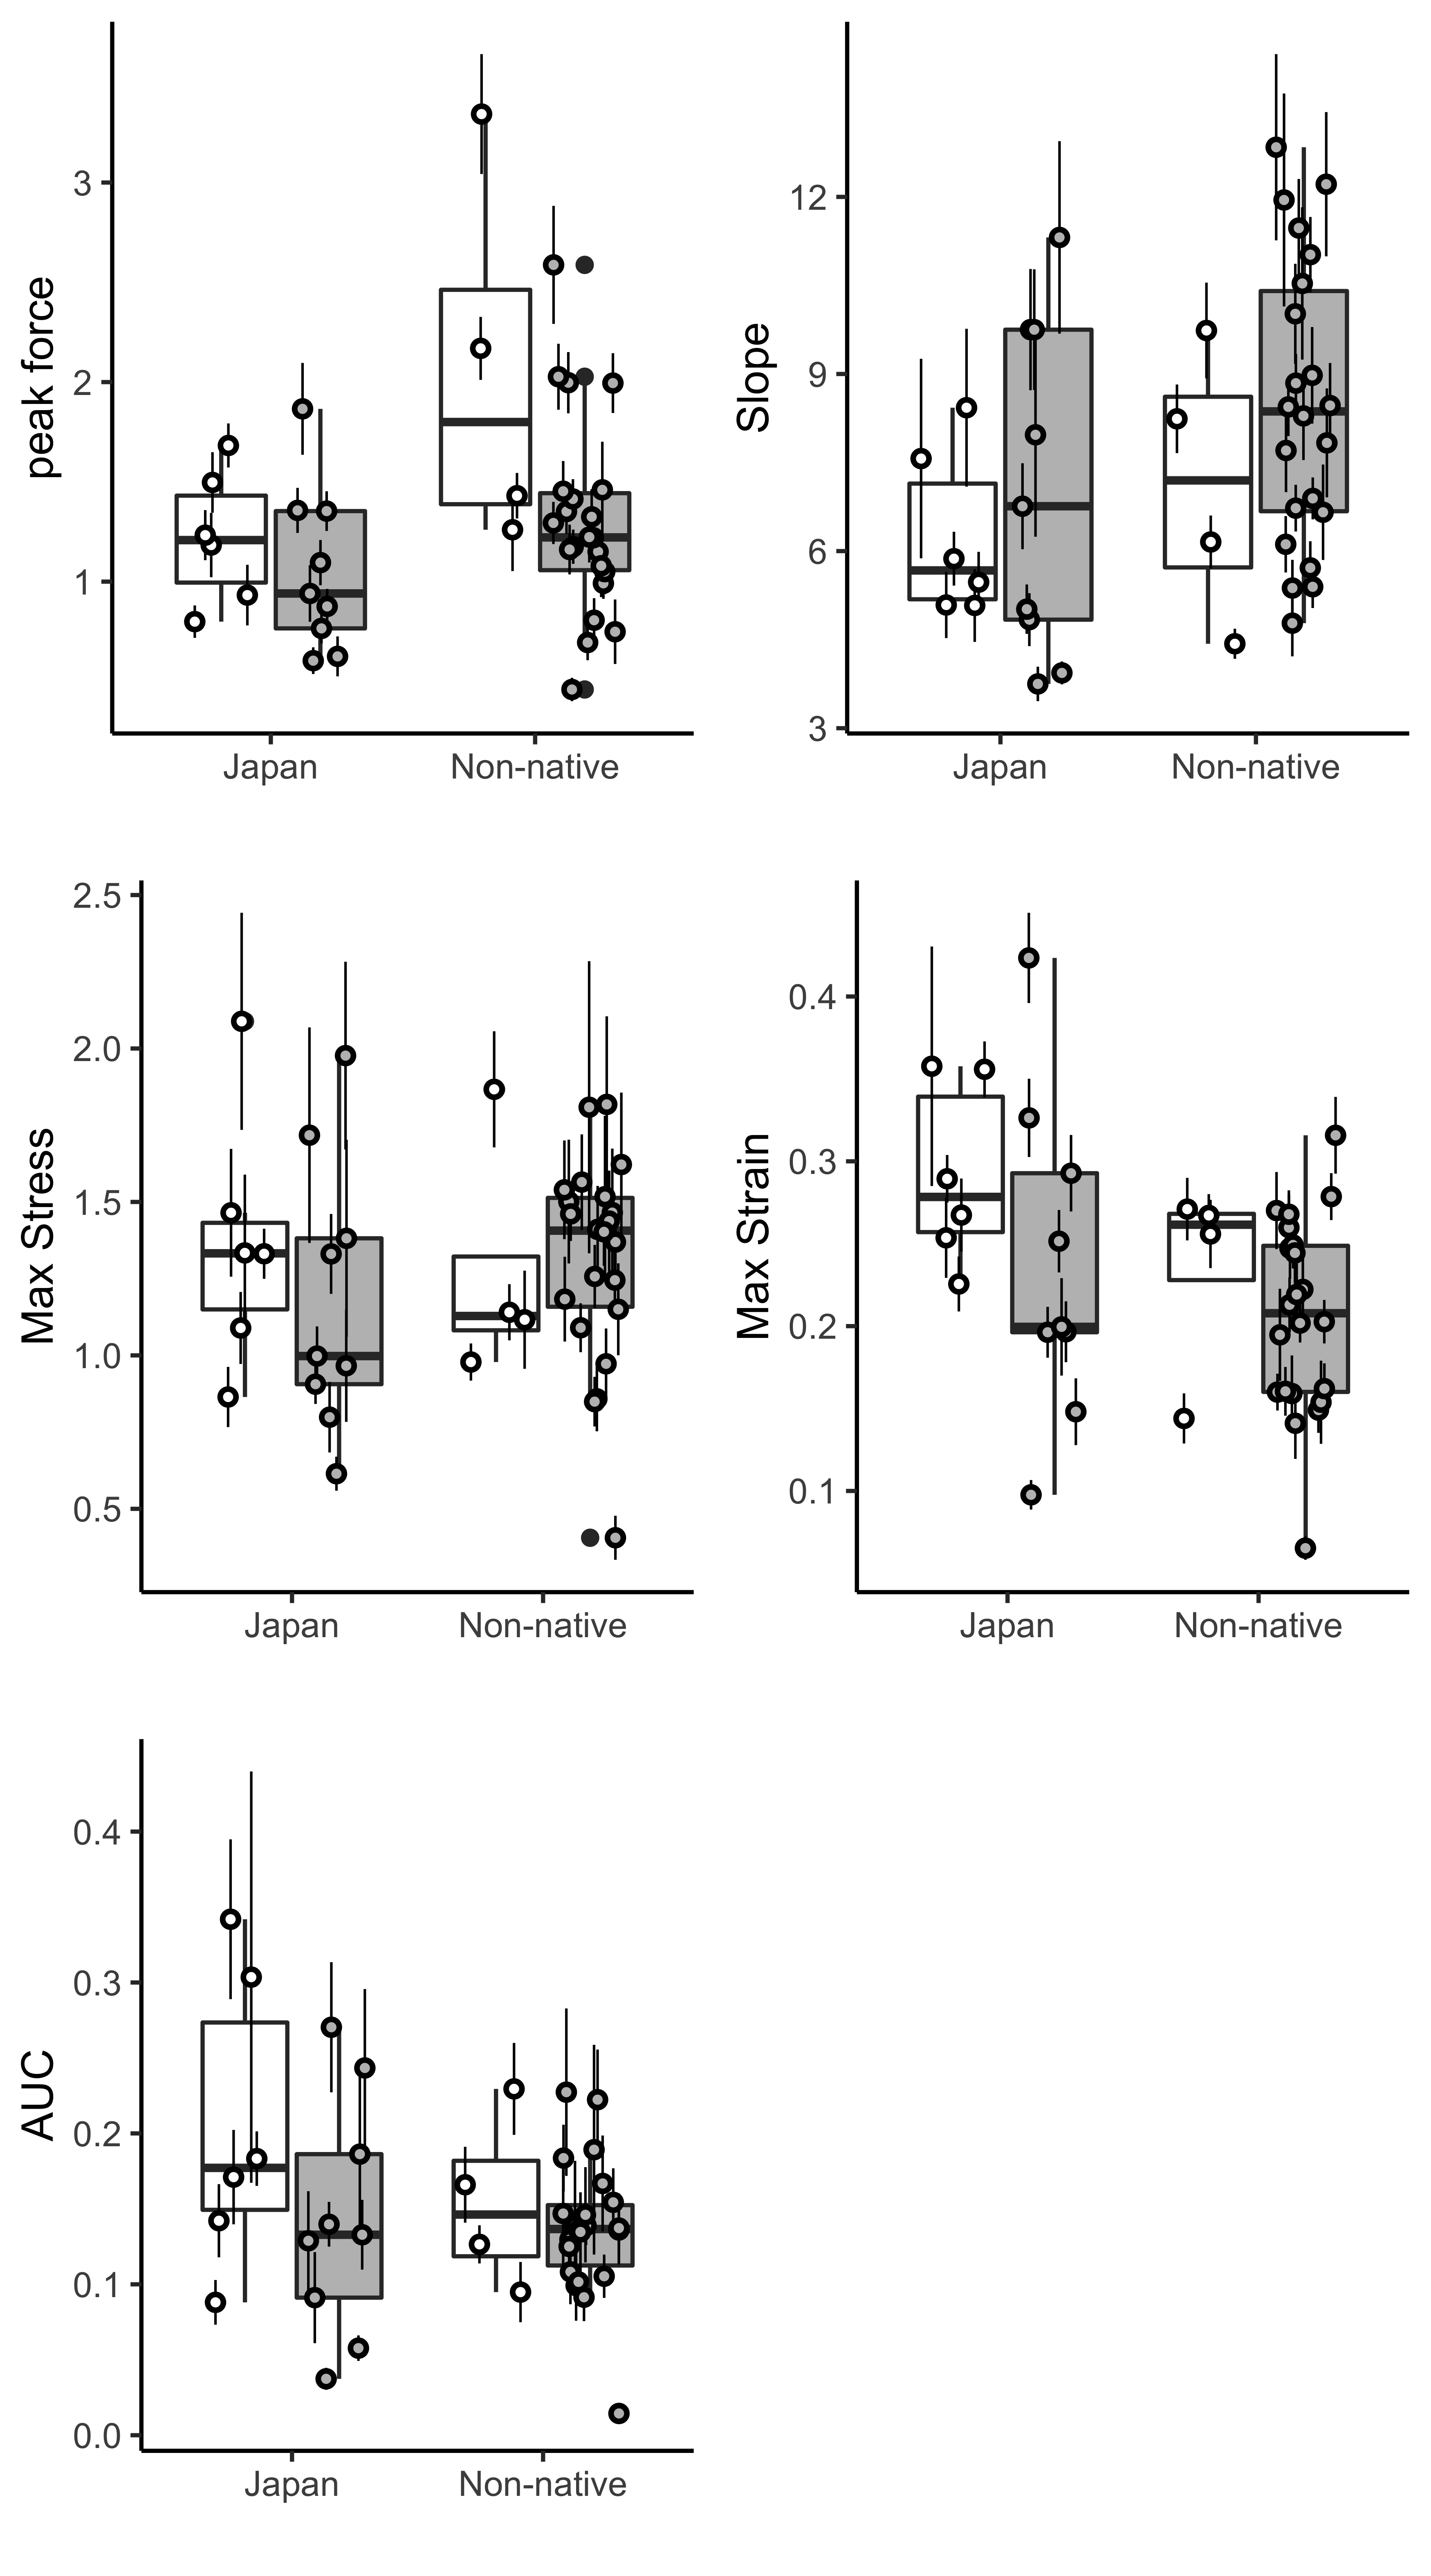 peak force
3
2
1
Japan
Non-native
Slope
12
9
6
3
Japan
Non-native
Max Stress
2.5
2.0
1.5
1.0
0.5
Japan
Non-native
Max Strain
0.4
0.3
0.2
0.1
Japan
Non-native
AUC
0.4
0.3
0.2
0.1
0.0
Japan
Non-native